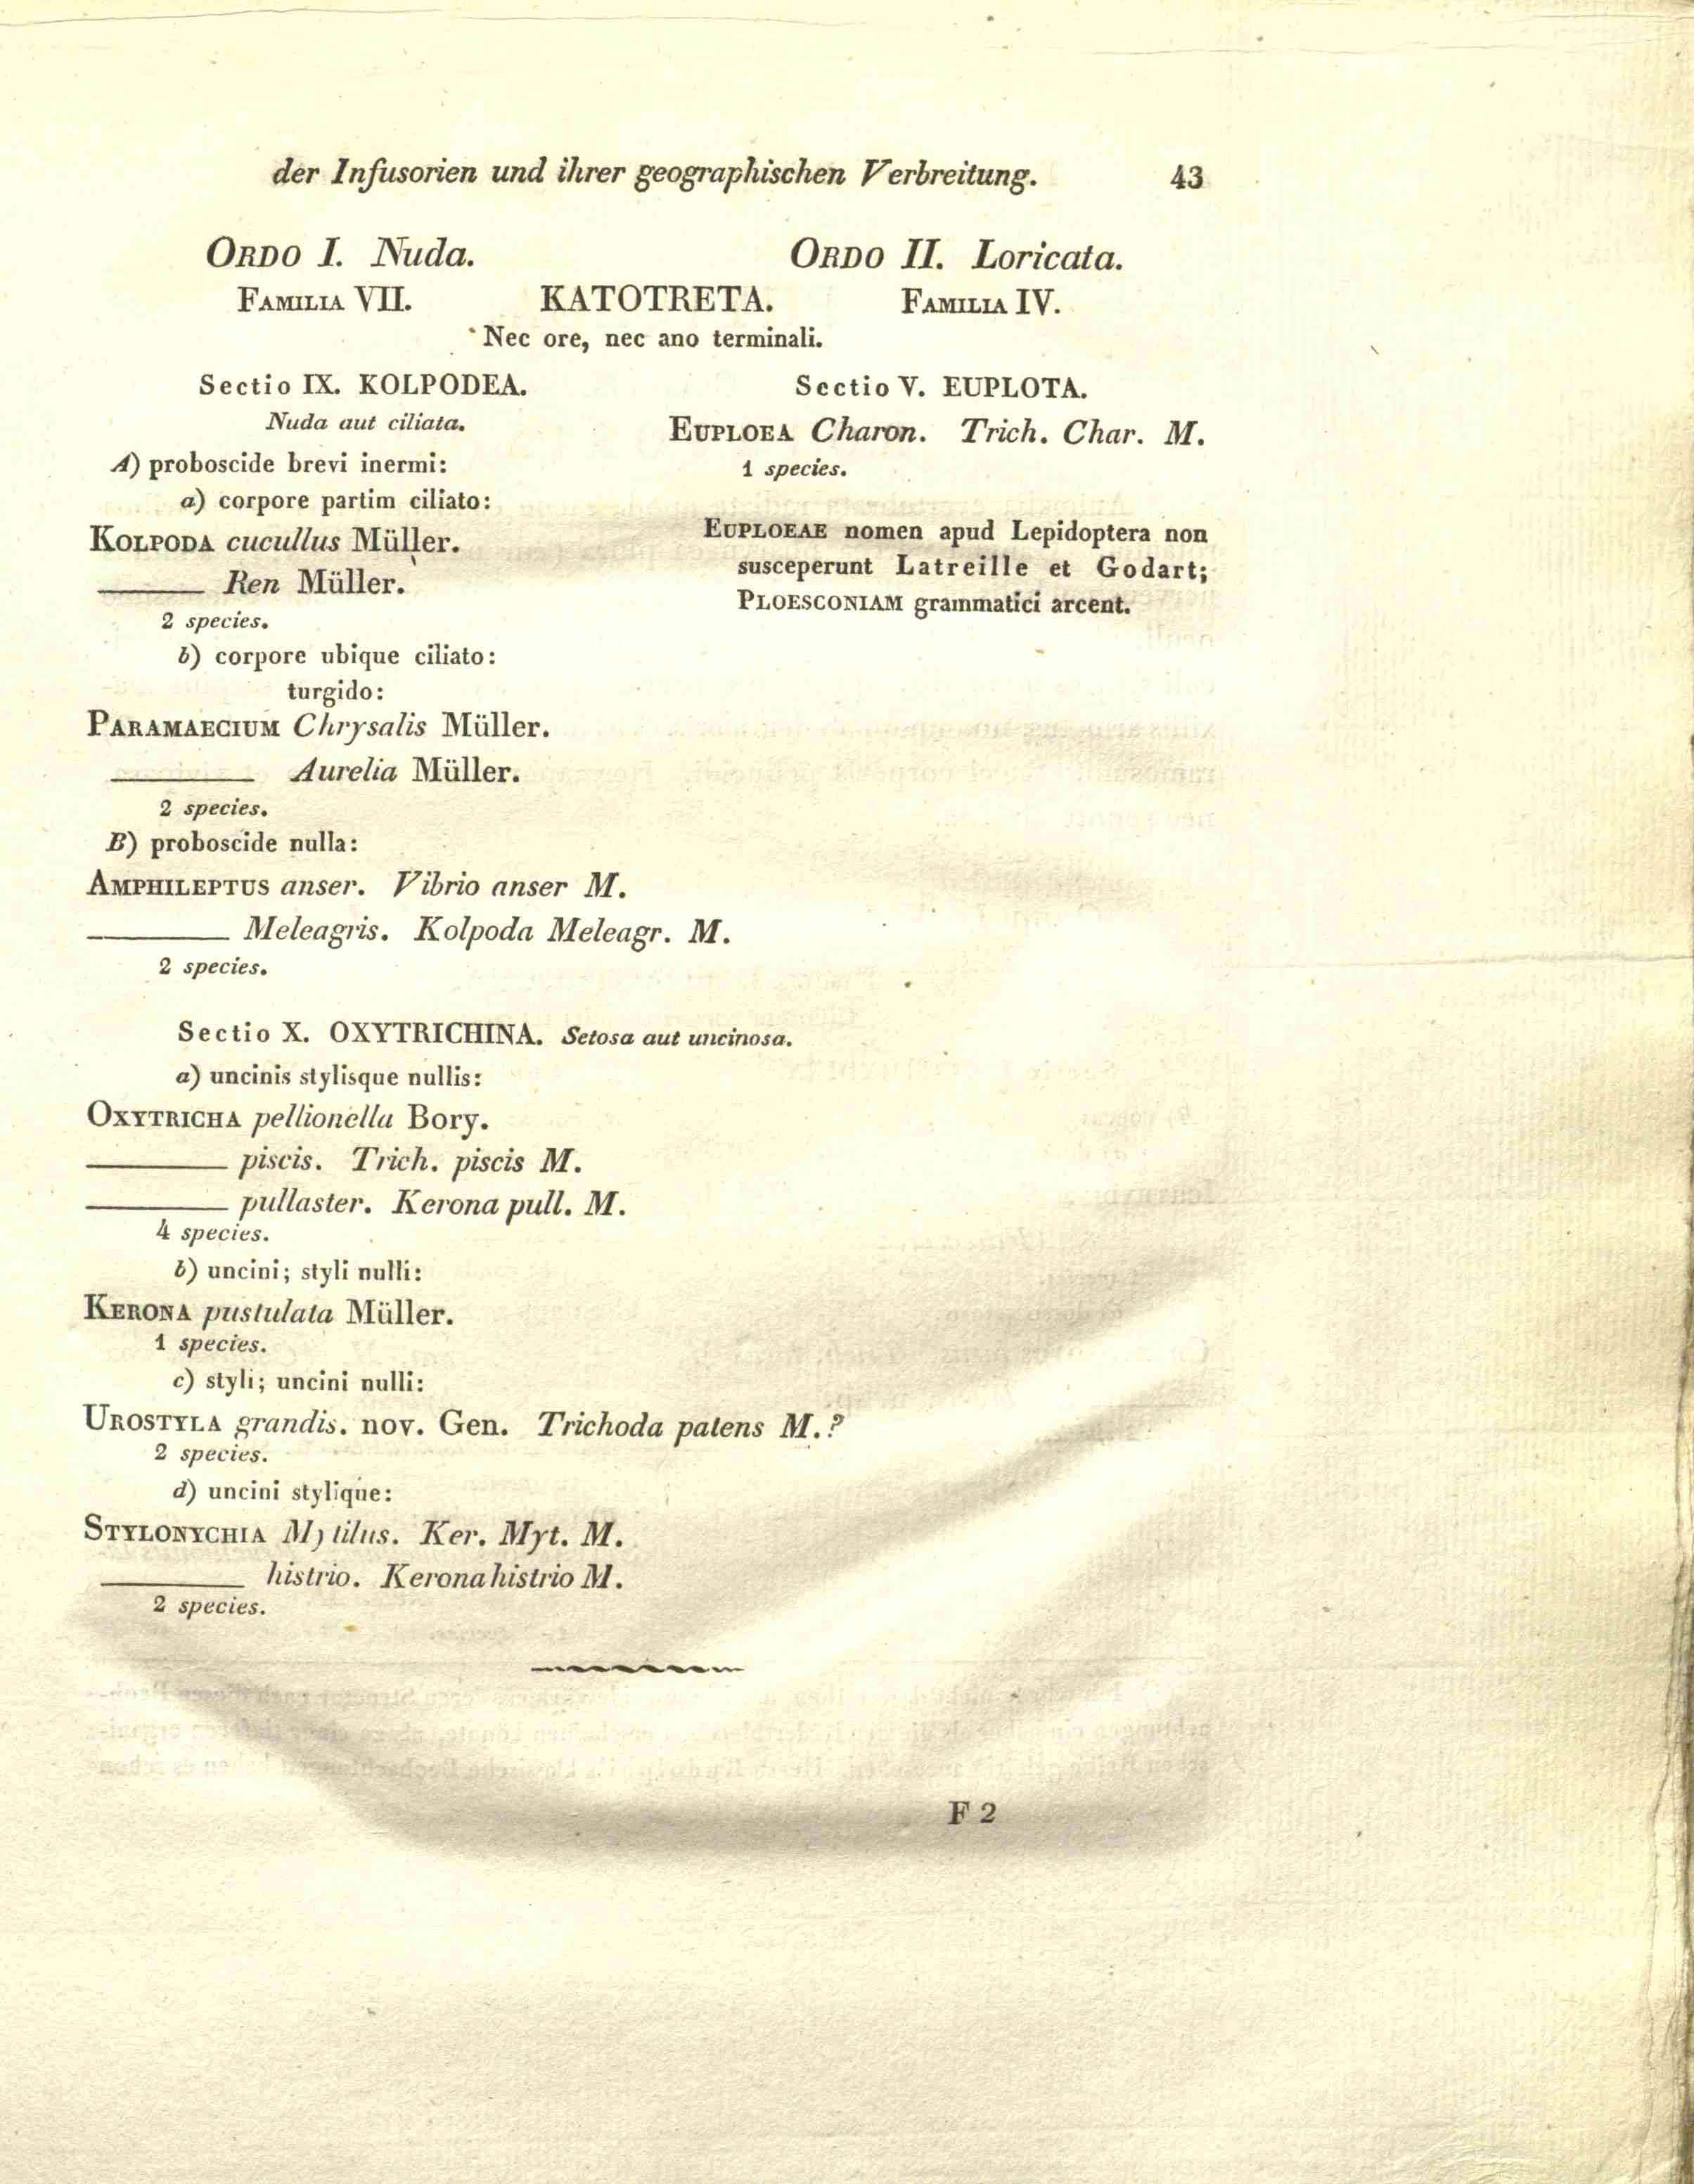 der Infusorien und ihrer geographischen Verbreitung. 43
ORDO I. Nuda.
ORDO II. Loricata.
FAMILIA VII. KATOTRETA. FAMILIA IV.
Nec ore, nec ano terminali.
Sectio IX. KOLPODEA.
Nuda aut ciliata.
A) proboscide brevi inermi:
a) corpore partim ciliato:
KOLPODA cucullus Müller.
——— Ren Müller.
2 species.
b) corpore ubique ciliato:
turgido:
PARAMAECIUM Chrysalis Müller.
——— Aurelia Müller.
2 species.
B) proboscide nulla:
AMPHILEPTUS anser. Vibrio anser M.
——— Meleagris. Kolpoda Meleagr. M.
2 species.
Sectio X. OXYTRICHINA. Setosa aut uncinosa.
a) uncinis stylisque nullis:
OXYTRICHA pellionella Bory.
——— piscis. Trich. piscis M.
——— pullaster. Kerona pull. M.
4 species.
b) uncini; styli nulli:
KERONA pustulata Müller.
1 species.
c) styli; uncini nulli:
UROSTYLA grandis. nov. Gen. Trichoda patens M.?
2 species.
d) uncini stylique:
STYLONYCHIA Mytilus. Ker. Myt. M.
——— histrio. Kerona histrio M.
2 species.
Sectio V. EUPLOTA.
EUPLOEA Charon. Trich. Char. M.
1 species.
EUPLOEAE nomen apud Lepidoptera non
susceperunt Latreille et Godart;
PLOESCONIAM grammatici arcent.
F 2